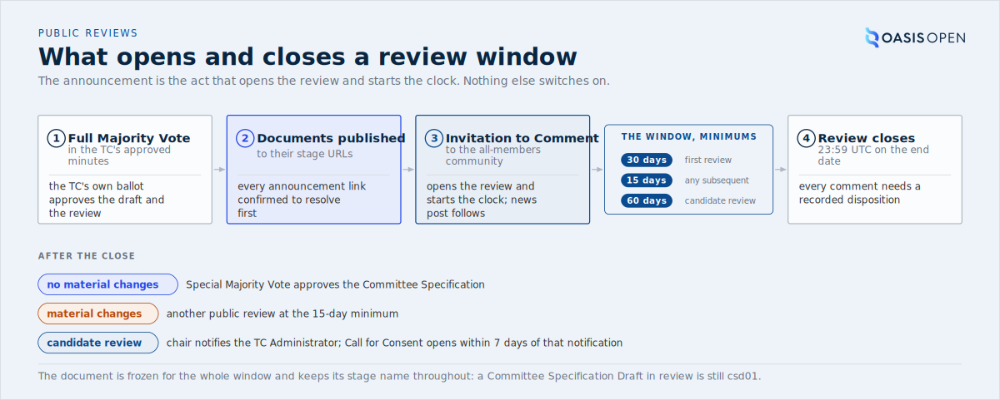 PUBLIC REVIEWS
OASIS OPEN
What opens and closes a review window
The announcement is the act that opens the review and starts the clock. Nothing else switches on.
1 Full Majority Vote
in the TC's approved
minutes
the TC's own ballot
approves the draft and
the review
2 Documents published
to their stage URLs
every announcement link
confirmed to resolve
first
3 Invitation to Comment
to the all-members
community
opens the review and
starts the clock; news
post follows
THE WINDOW, MINIMUMS
30 days first review
15 days any subsequent
60 days candidate review
4 Review closes
23:59 UTC on the end
date
every comment needs a
recorded disposition
AFTER THE CLOSE
no material changes Special Majority Vote approves the Committee Specification
material changes another public review at the 15-day minimum
candidate review chair notifies the TC Administrator; Call for Consent opens within 7 days of that notification
The document is frozen for the whole window and keeps its stage name throughout: a Committee Specification Draft in review is still csd01.